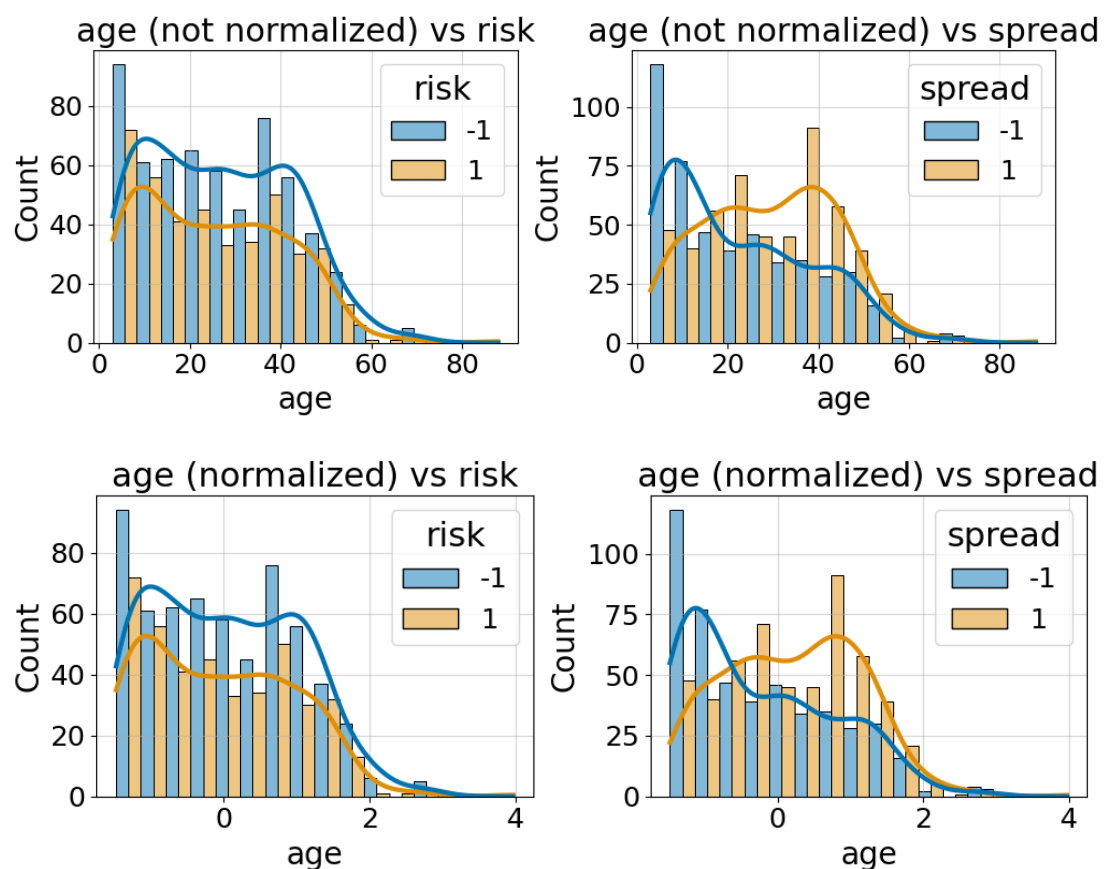 age (not normalized) vs risk
80
60
40
20
0
Count
risk
-1
1
0 20 40 60 80
age
age (not normalized) vs spread
100
75
50
25
0
Count
spread
-1
1
0 20 40 60 80
age
age (normalized) vs risk
80
60
40
20
0
Count
risk
-1
1
0 2 4
age
age (normalized) vs spread
100
75
50
25
0
Count
spread
-1
1
0 2 4
age